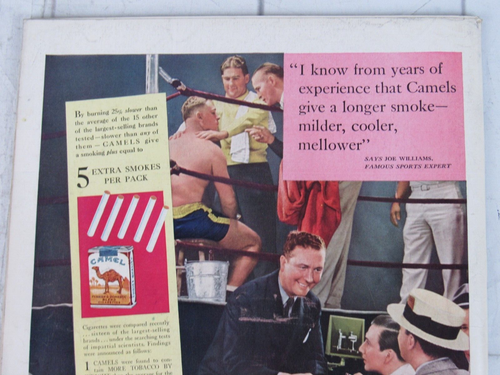 By burning 25% slower than
the average of the 15 other
of the largest-selling brands
tested—slower than any of
them—CAMELS give
a smoking plus equal to
5 EXTRA SMOKES
PER PACK
CAMEL
Cigarettes were compared recently
...sixteen of the largest-selling
brands...under the searching tests
of impartial scientists. Findings
were announced as follows:
1 CAMELS were found to con-
tain MORE TOBACCO BY
"I know from years of
experience that Camels
give a longer smoke—
milder, cooler,
mellower"
SAYS JOE WILLIAMS,
FAMOUS SPORTS EXPERT